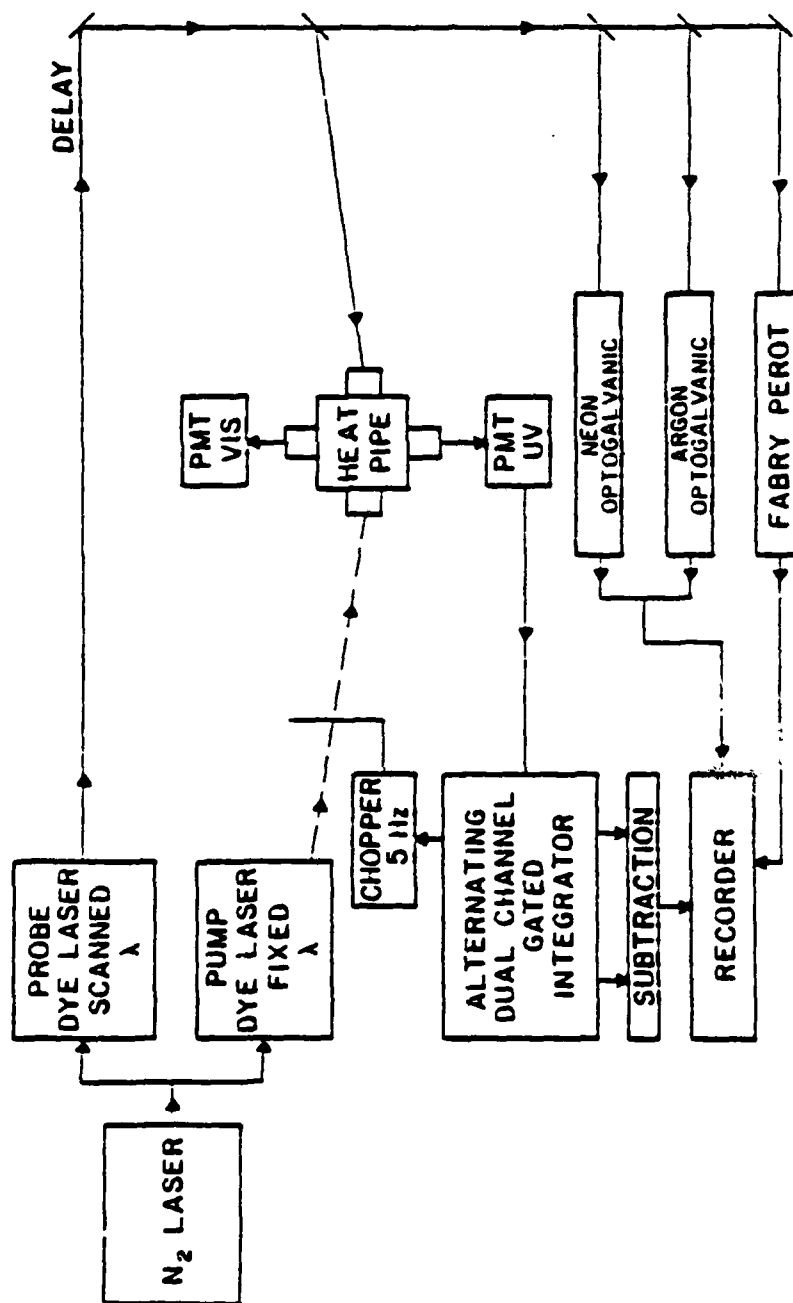 N₂ LASER
PROBE
DYE LASER
SCANNED
λ
PUMP
DYE LASER
FIXED
λ
DELAY
CHOPPER
5 Hz
PMT
VIS
HEAT
PIPE
PMT
UV
ALTERNATING
DUAL CHANNEL
GATED
INTEGRATOR
SUBTRACTION
RECORDER
NEON
OPTOGALVANIC
ARGON
OPTOGALVANIC
FABRY PEROT